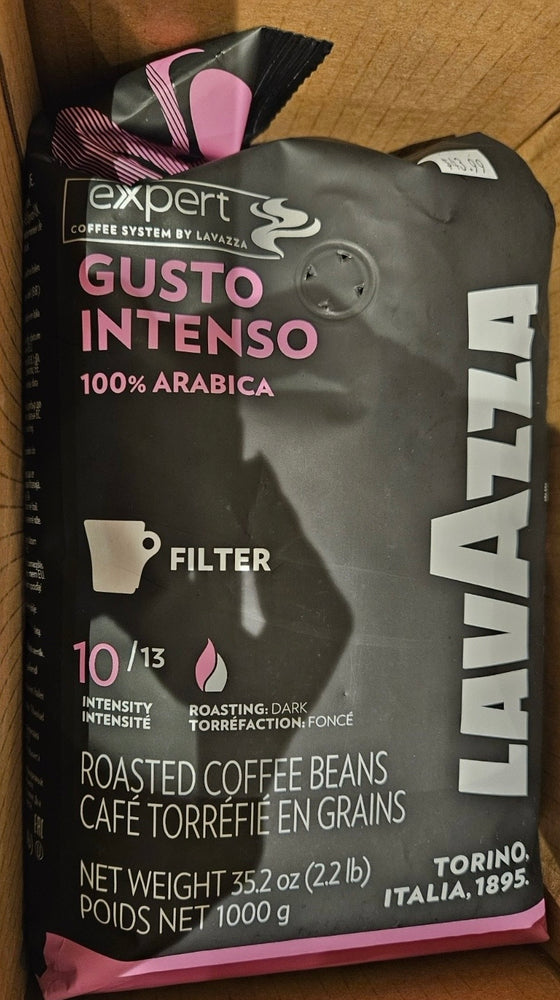 $43.99
expert
COFFEE SYSTEM BY LAVAZZA
GUSTO
INTENSO
100% ARABICA
LAVAZZA
FILTER
10/13
INTENSITY
INTENSITÉ
ROASTING: DARK
TORRÉFACTION: FONCÉ
ROASTED COFFEE BEANS
CAFÉ TORRÉFIÉ EN GRAINS
NET WEIGHT 35.2 oz (2.2 lb)
POIDS NET 1000 g
TORINO,
ITALIA, 1895.